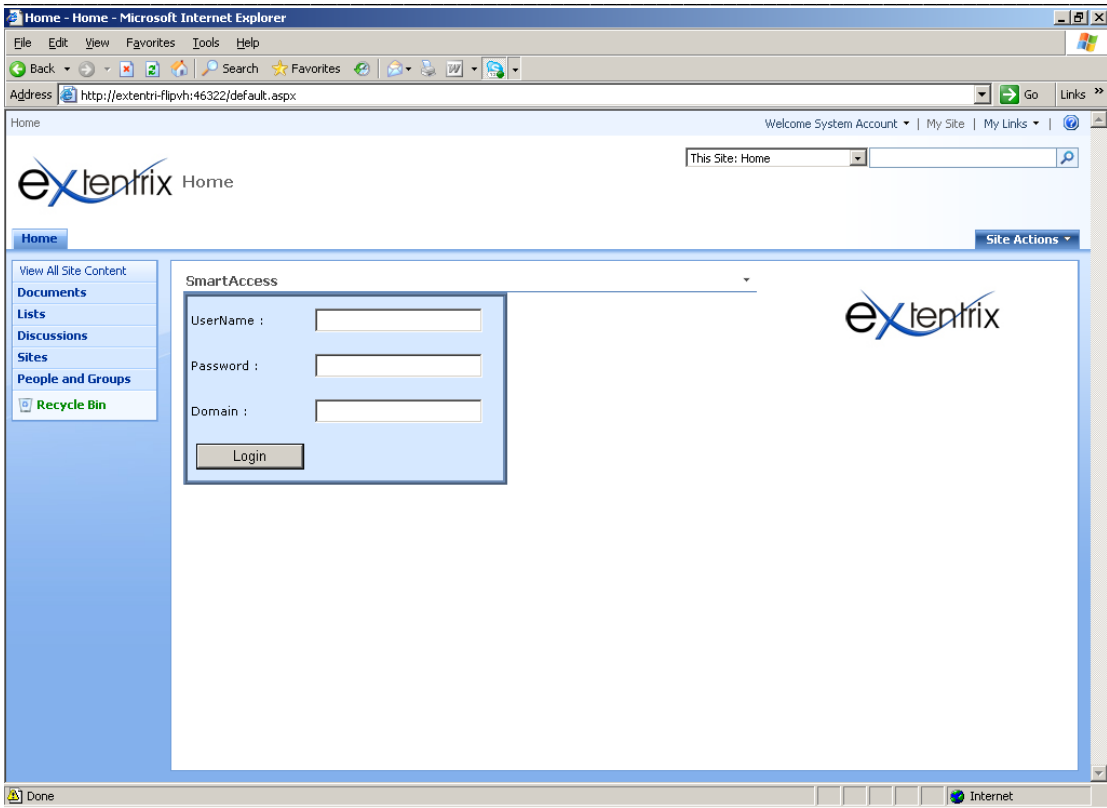 Home - Home - Microsoft Internet Explorer
File Edit View Favorites Tools Help
Back Search Favorites
Address http://extentri-flipvh:46322/default.aspx Go Links »
Home Welcome System Account | My Site | My Links |
This Site: Home
extentrix Home
Home Site Actions
View All Site Content
Documents
Lists
Discussions
Sites
People and Groups
Recycle Bin
SmartAccess
UserName :
Password :
Domain :
Login
extentrix
Done Internet